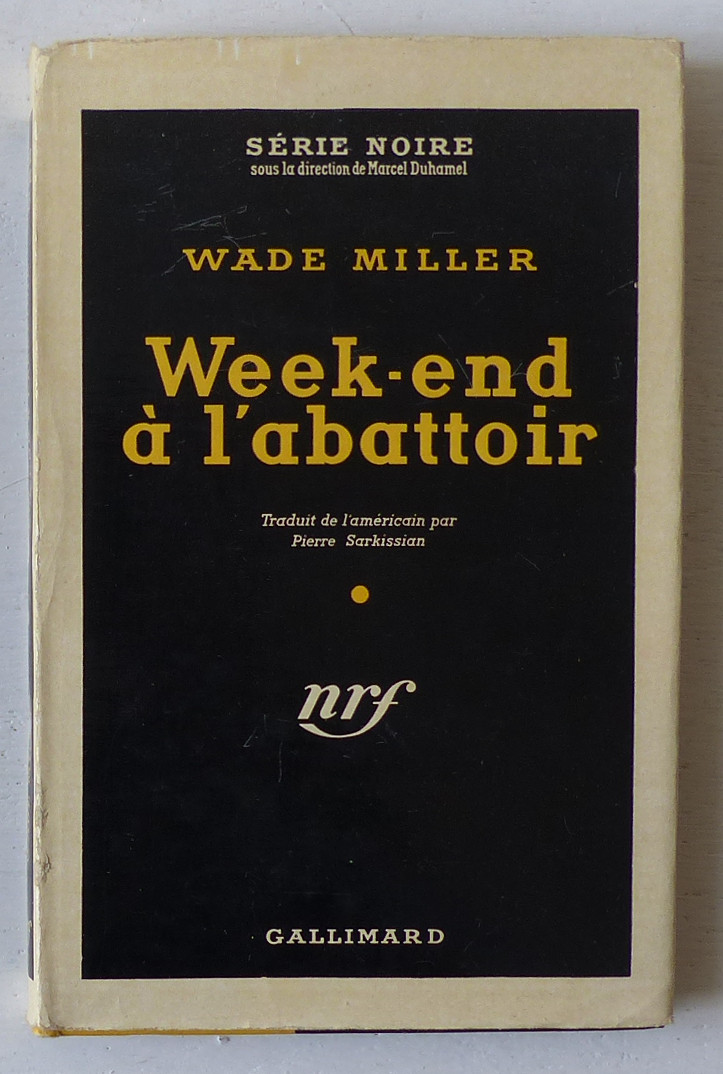 SÉRIE NOIRE
sous la direction de Marcel Duhamel
WADE MILLER
Week-end
à l'abattoir
Traduit de l'américain par
Pierre Sarkissian
nrf
GALLIMARD